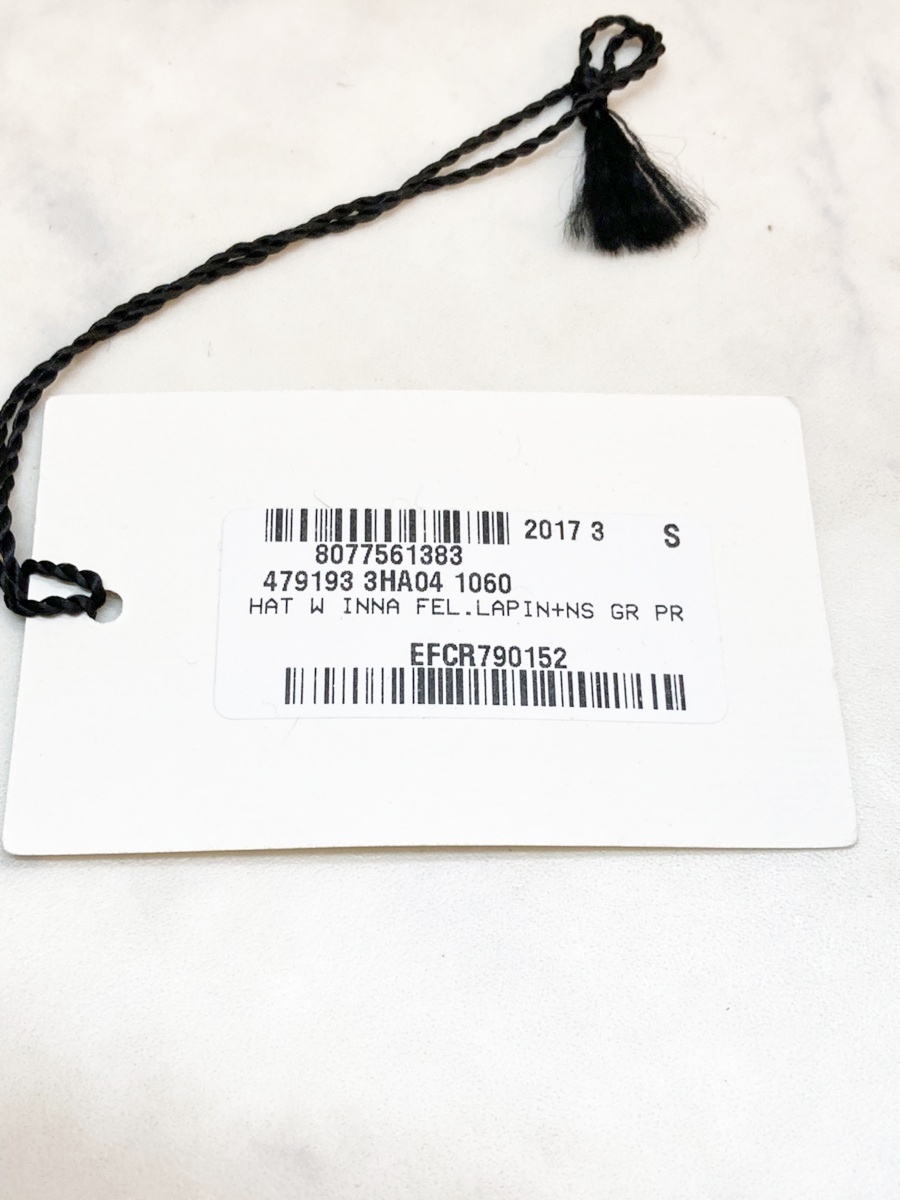 2017 3 S
8077561383
479193 3HA04 1060
HAT W INNA FEL.LAPIN+NS GR PR
EFCR790152